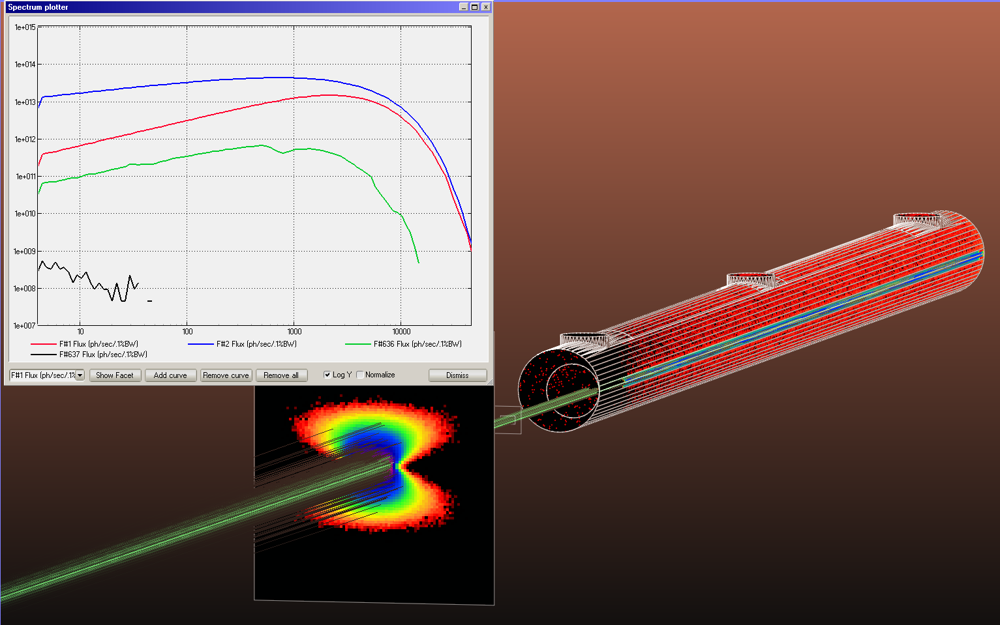 Spectrum plotter
1e+015
1e+014
1e+013
1e+012
1e+011
1e+010
1e+009
1e+008
1e+007
10 100 1000 10000
F#1 Flux (ph/sec/.1%BW) F#2 Flux (ph/sec/.1%BW) F#636 Flux (ph/sec/.1%BW)
F#637 Flux (ph/sec/.1%BW)
F#1 Flux (ph/sec/.1% Show Facet Add curve Remove curve Remove all Log Y Normalize Dismiss